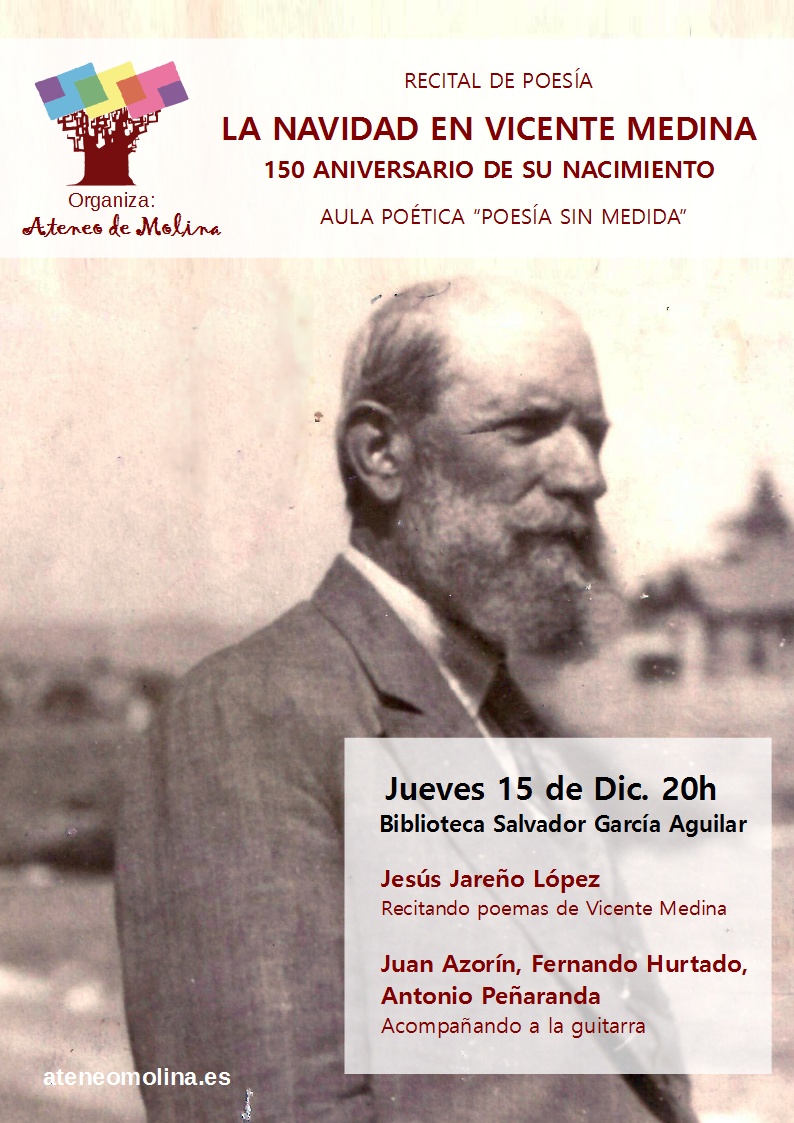 RECITAL DE POESÍA
LA NAVIDAD EN VICENTE MEDINA
150 ANIVERSARIO DE SU NACIMIENTO
AULA POÉTICA “POESÍA SIN MEDIDA”
Organiza:
Ateneo de Molina
Jueves 15 de Dic. 20h
Biblioteca Salvador García Aguilar
Jesús Jareño López
Recitando poemas de Vicente Medina
Juan Azorín, Fernando Hurtado,
Antonio Peñaranda
Acompañando a la guitarra
ateneomolina.es